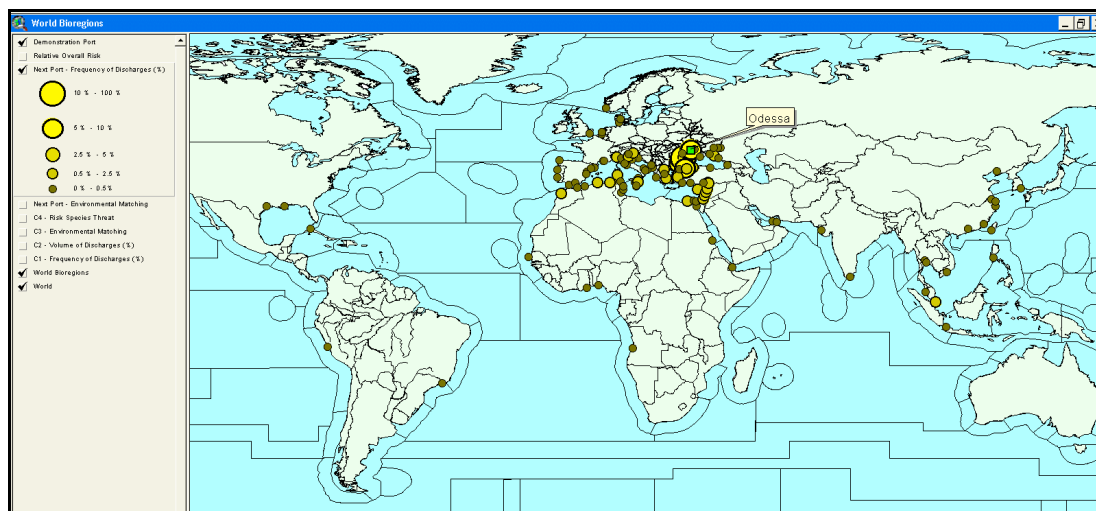 World Bioregions
Demonstration Port
Relative Overall Risk
Next Port - Frequency of Discharges (%)
10 % - 100 %
5 % - 10 %
2.5 % - 5 %
0.5 % - 2.5 %
0 % - 0.5%
Next Port - Environmental Matching
C4 - Risk Species Threat
C3 - Environmental Matching
C2 - Volume of Discharges (%)
C1 - Frequency of Discharges (%)
World Bioregions
World
Odessa